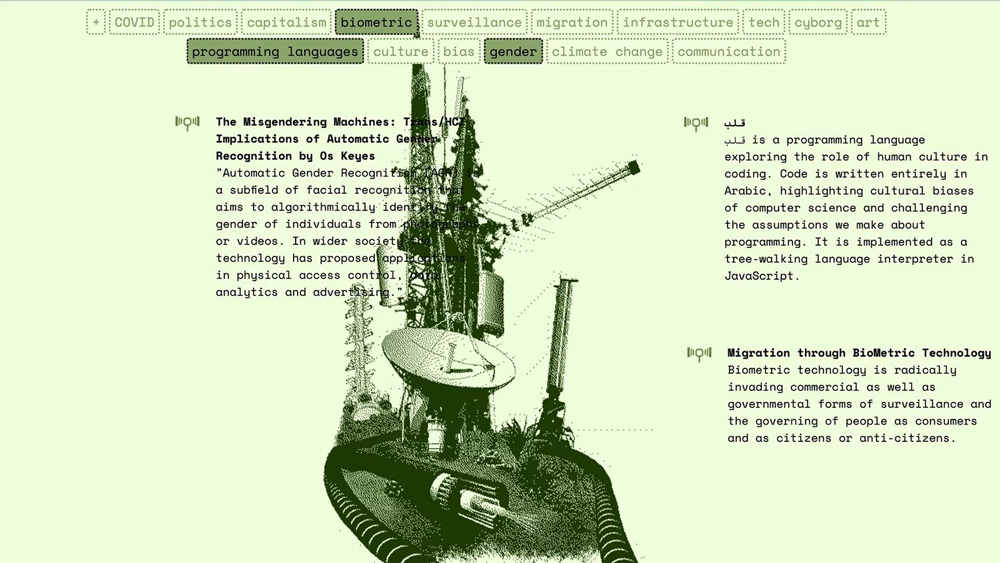 + COVID politics capitalism biometric surveillance migration infrastructure tech cyborg art
programming languages culture bias gender climate change communication
The Misgendering Machines: Trans/HCI
Implications of Automatic Gender
Recognition by Os Keyes
"Automatic Gender Recognition (AGR) is
a subfield of facial recognition that
aims to algorithmically identify the
gender of individuals from photographs
or videos. In wider society the
technology has proposed applications
in physical access control, data
analytics and advertising."
قلب
قلب is a programming language
exploring the role of human culture in
coding. Code is written entirely in
Arabic, highlighting cultural biases
of computer science and challenging
the assumptions we make about
programming. It is implemented as a
tree-walking language interpreter in
JavaScript.
Migration through BioMetric Technology
Biometric technology is radically
invading commercial as well as
governmental forms of surveillance and
the governing of people as consumers
and as citizens or anti-citizens.